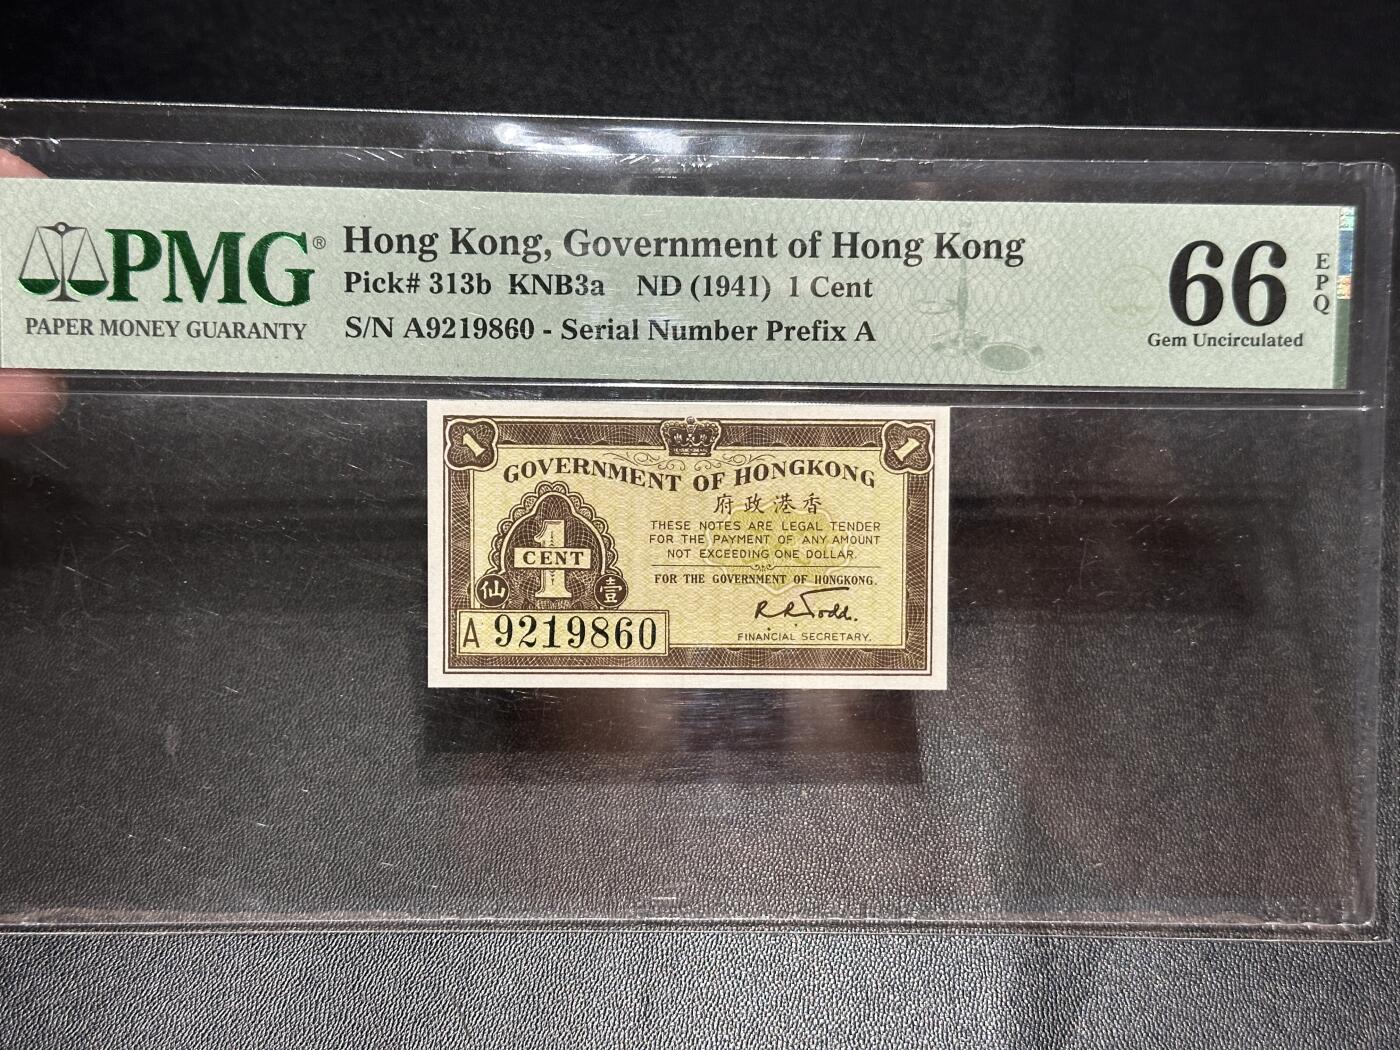 PMG®
PAPER MONEY GUARANTY
Hong Kong, Government of Hong Kong
Pick# 313b KNB3a ND (1941) 1 Cent
S/N A9219860 - Serial Number Prefix A
66
EPQ
Gem Uncirculated
1
1
GOVERNMENT OF HONGKONG
府政港香
THESE NOTES ARE LEGAL TENDER
FOR THE PAYMENT OF ANY AMOUNT
NOT EXCEEDING ONE DOLLAR.
FOR THE GOVERNMENT OF HONGKONG.
R R Todd.
FINANCIAL SECRETARY.
1
CENT
仙 壹
A 9219860